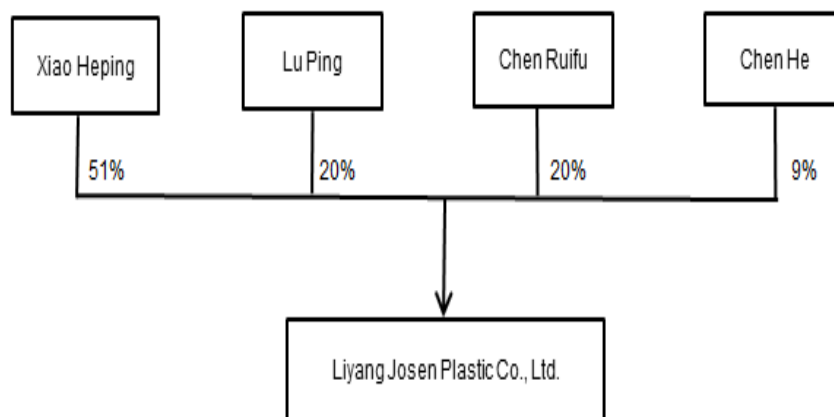 Xiao Heping
Lu Ping
Chen Ruifu
Chen He
51%
20%
20%
9%
Liyang Josen Plastic Co., Ltd.